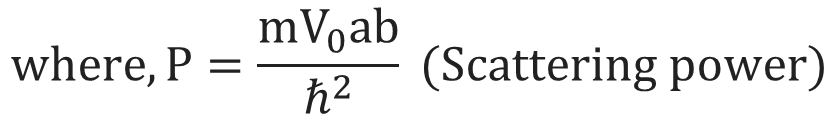 where, P = mV₀ab/ℏ² (Scattering power)